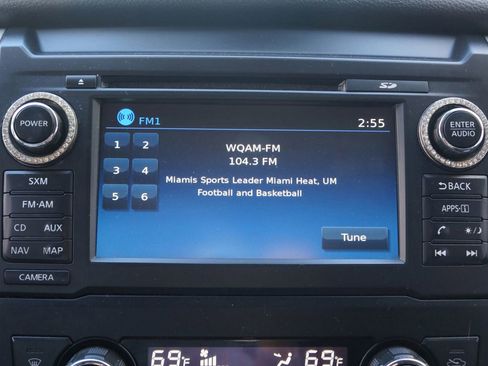 SD
FM1
2:55
POWER
1 2
WQAM-FM
ENTER
AUDIO
104.3 FM
3 4
Miamis Sports Leader Miami Heat, UM
SXM
BACK
5 6
Football and Basketball
FM·AM
APPS·i
CD AUX
Tune
NAV MAP
CAMERA
69°F
69°F